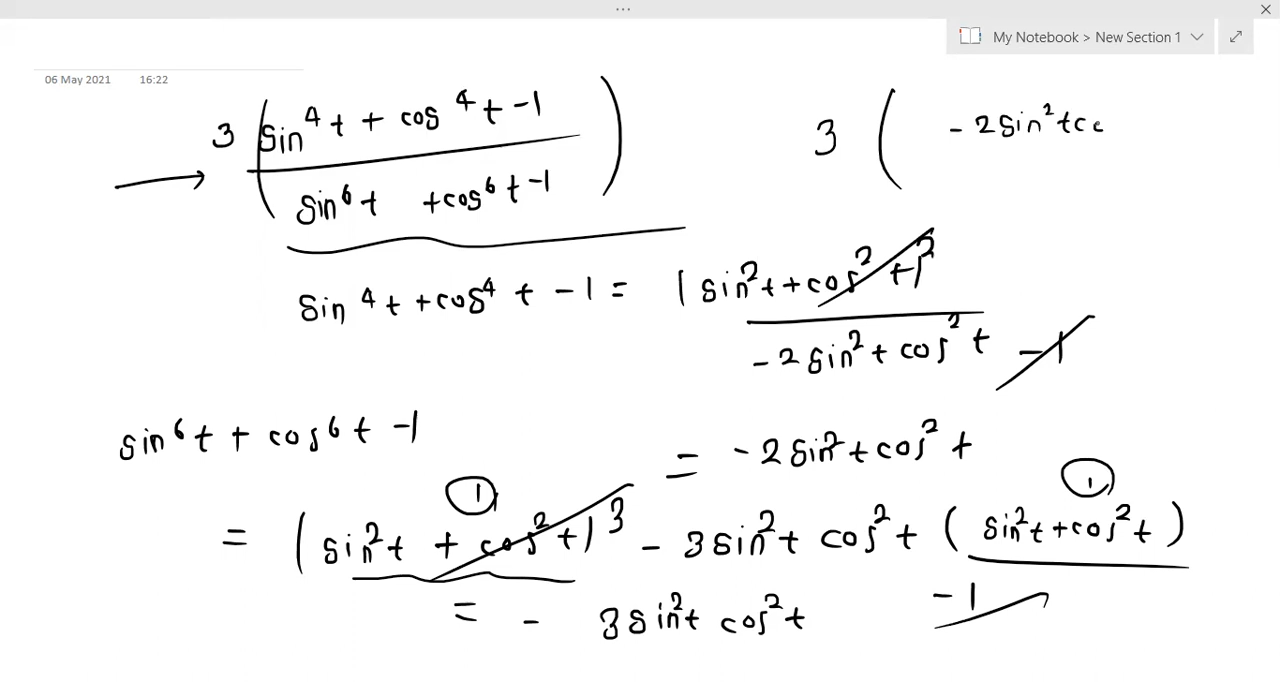 My Notebook > New Section 1
06 May 2021 16:22
3 (sin⁴t + cos⁴t -1
sin⁶t + cos⁶t -1)
3 ( -2sin²tco
sin⁴t + cos⁴t -1 = (sin²t + cos²t)²
-2sin²t cos²t -1
sin⁶t + cos⁶t -1
= -2sin²t cos²t
1 1
= (sin²t + cos²t)³ - 3sin²t cos²t (sin²t + cos²t)
-1
= - 3sin²t cos²t